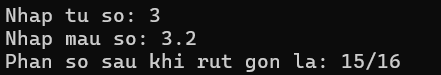 Nhap tu so: 3
Nhap mau so: 3.2
Phan so sau khi rut gon la: 15/16